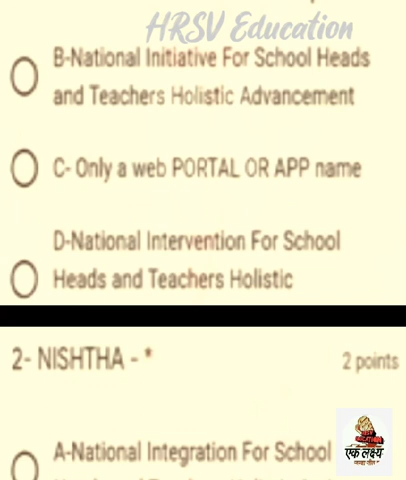 HRSV Education
B-National Initiative For School Heads
and Teachers Holistic Advancement
C- Only a web PORTAL OR APP name
D-National Intervention For School
Heads and Teachers Holistic
2- NISHTHA - *
2 points
A-National Integration For School
एक लक्ष्य